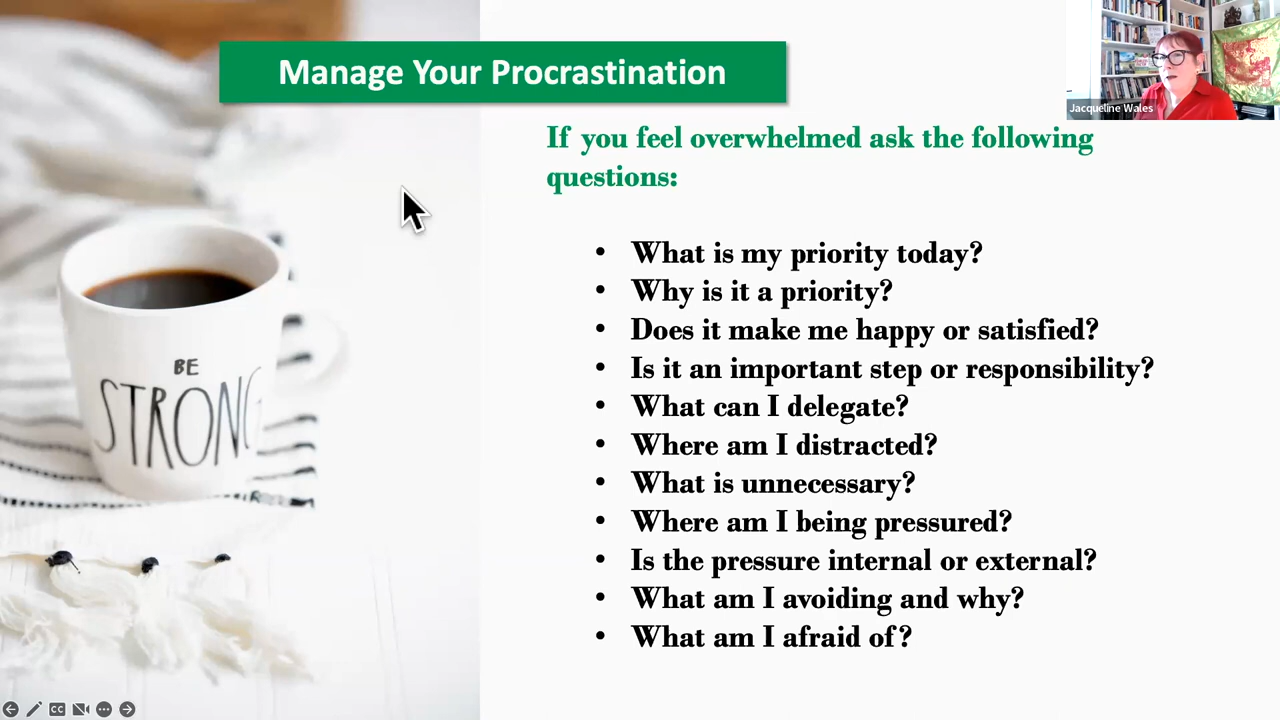 Manage Your Procrastination
Jacqueline Wales
If you feel overwhelmed ask the following
questions:
• What is my priority today?
• Why is it a priority?
• Does it make me happy or satisfied?
• Is it an important step or responsibility?
• What can I delegate?
• Where am I distracted?
• What is unnecessary?
• Where am I being pressured?
• Is the pressure internal or external?
• What am I avoiding and why?
• What am I afraid of?
BE
STRONG
CC